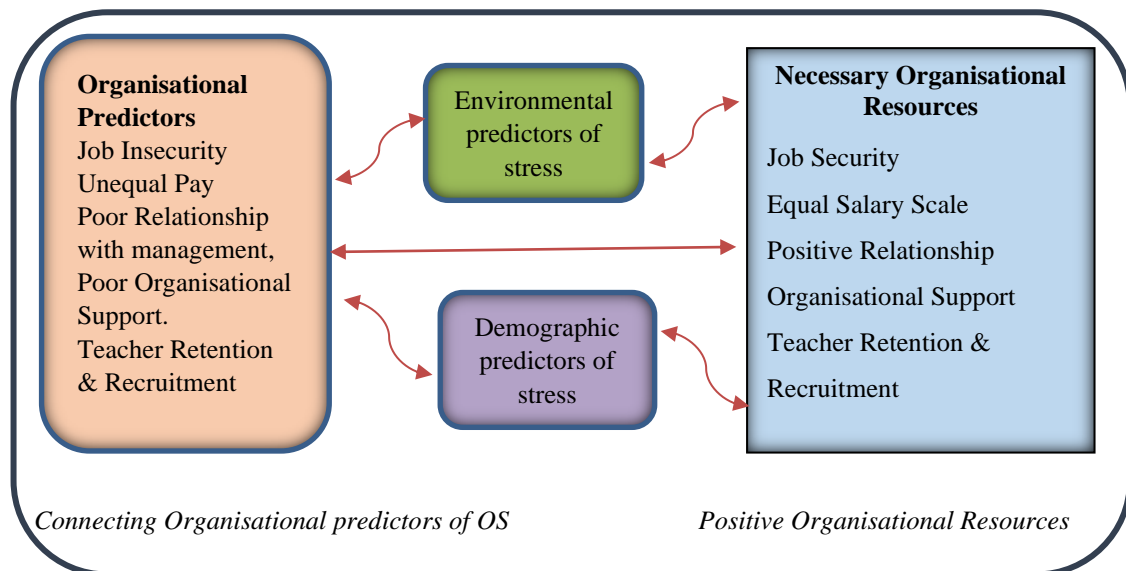 Organisational
Predictors
Job Insecurity
Unequal Pay
Poor Relationship
with management,
Poor Organisational
Support.
Teacher Retention
& Recruitment
Environmental
predictors of
stress
Demographic
predictors of
stress
Necessary Organisational
Resources
Job Security
Equal Salary Scale
Positive Relationship
Organisational Support
Teacher Retention &
Recruitment
Connecting Organisational predictors of OS
Positive Organisational Resources